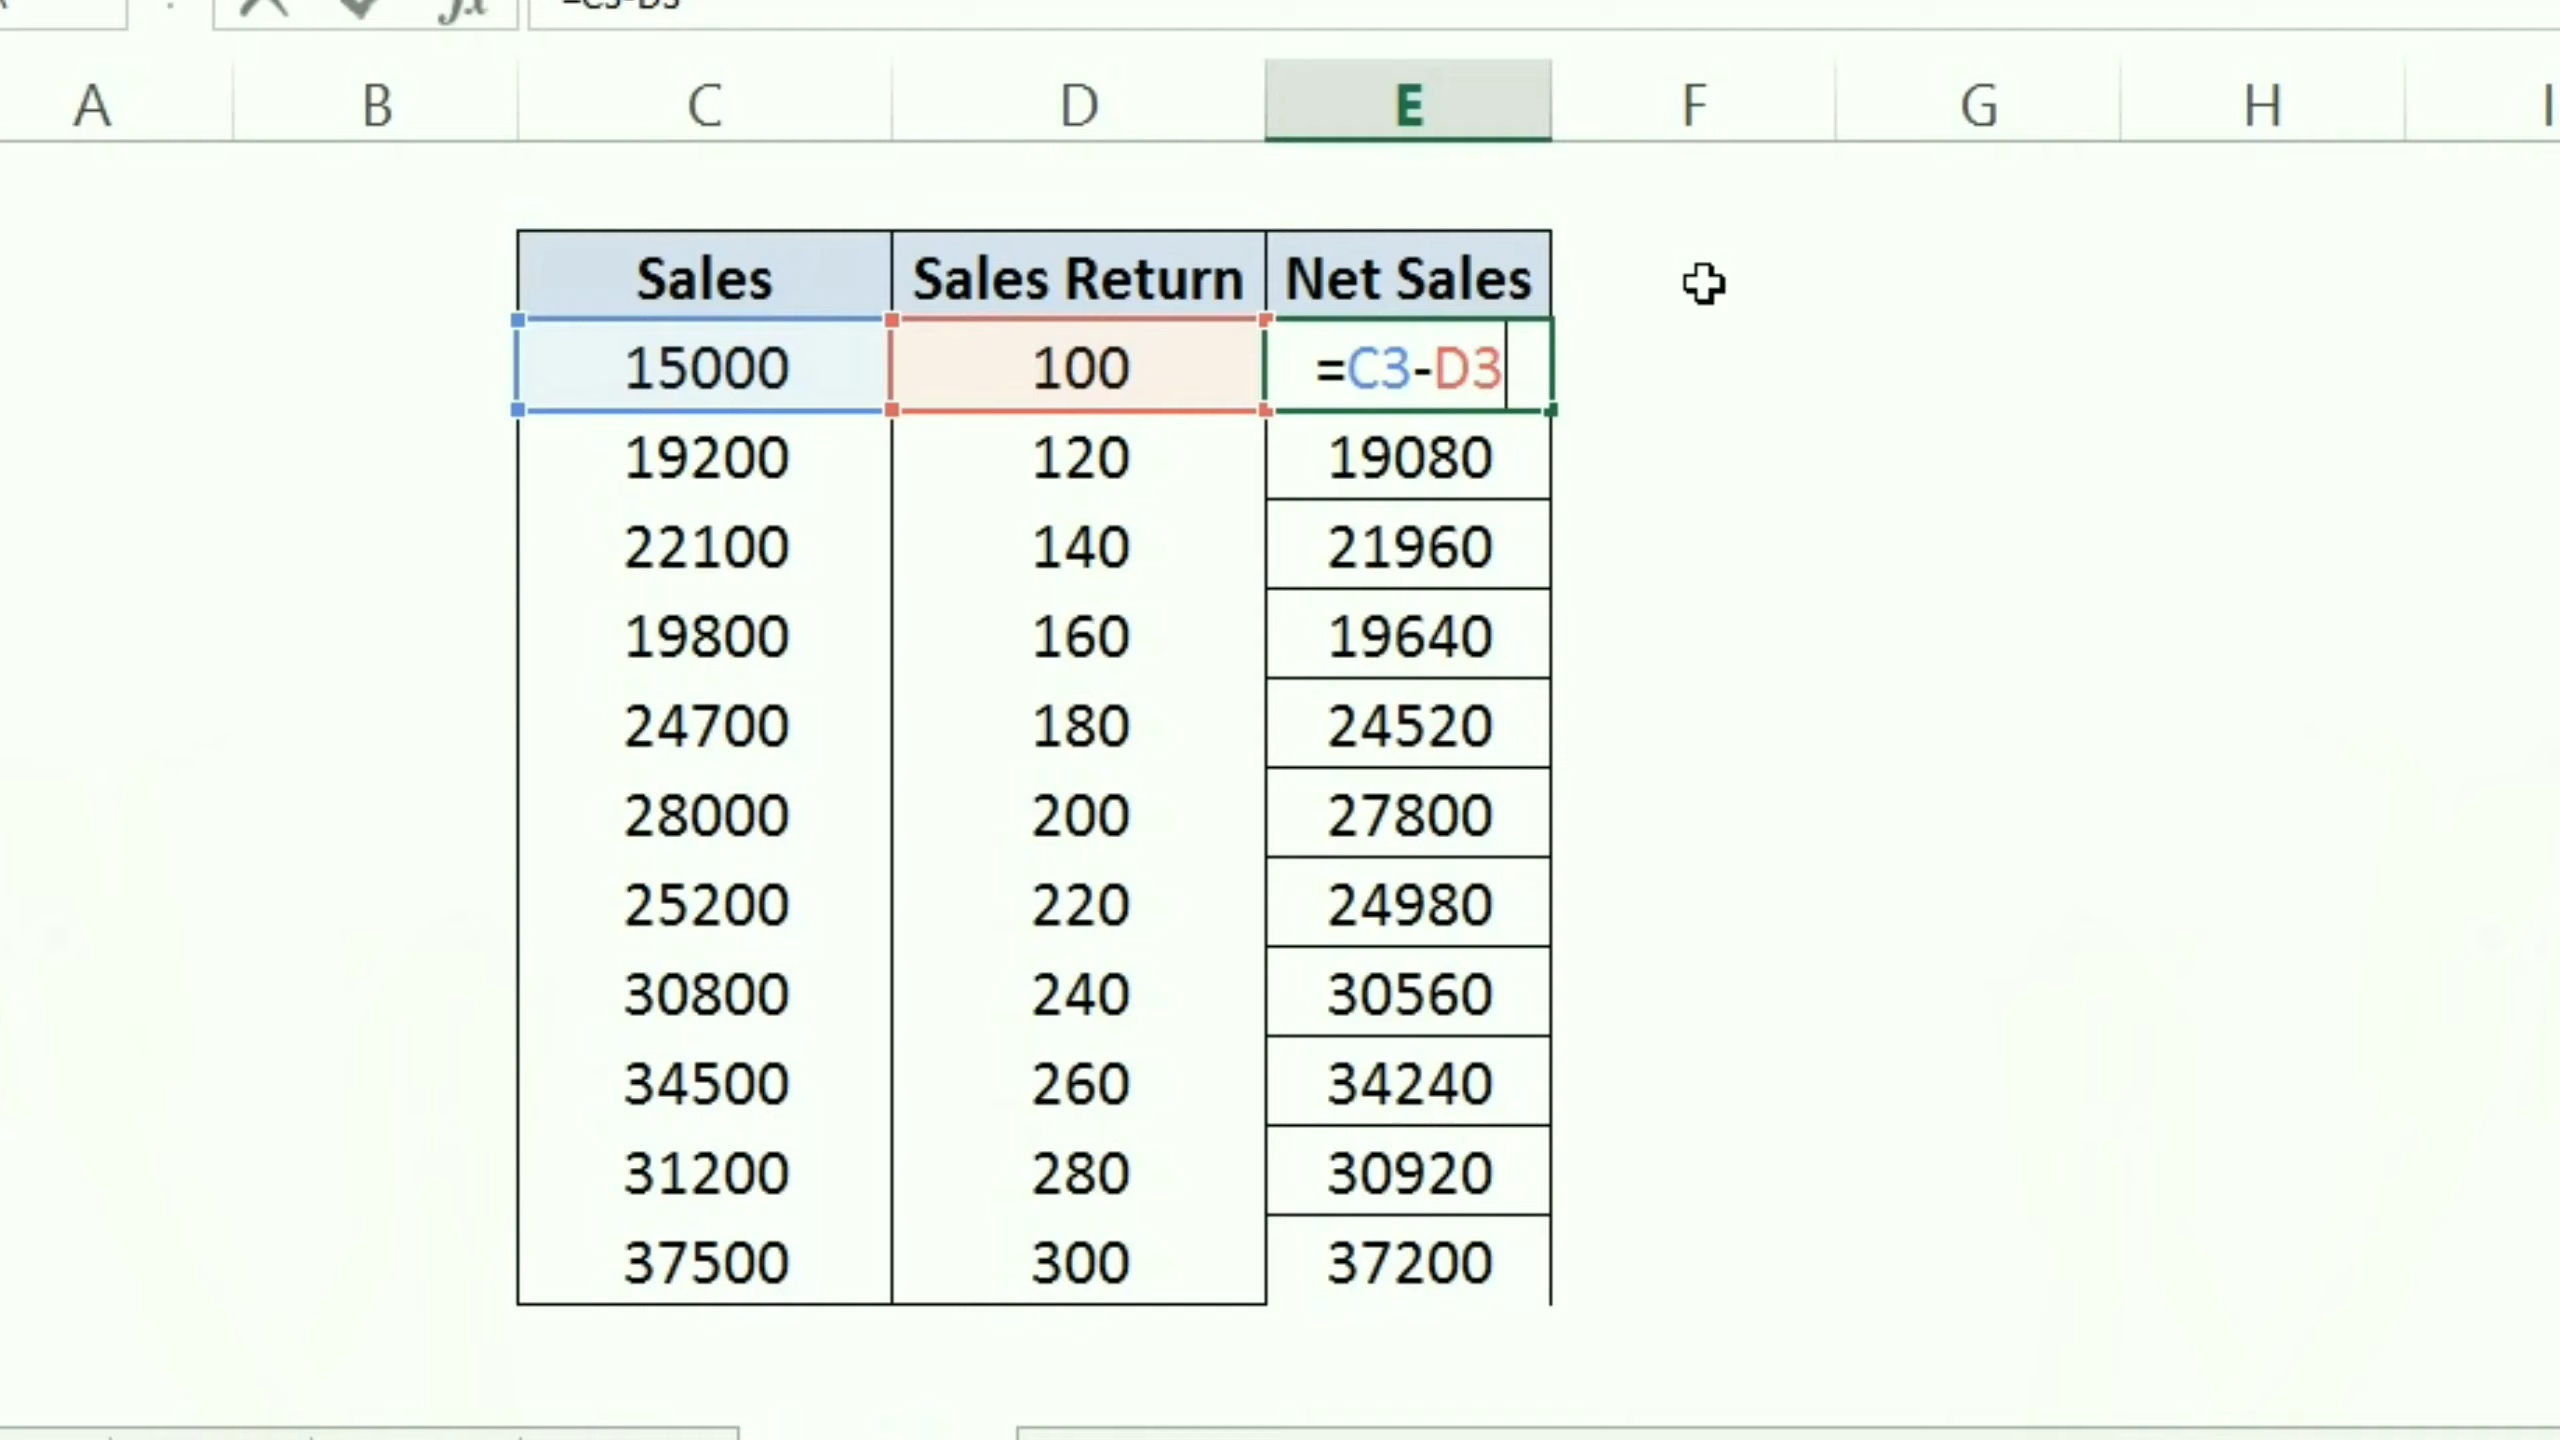 =C3-D3
A B C D E F G H I
Sales Sales Return Net Sales
15000 100 =C3-D3
19200 120 19080
22100 140 21960
19800 160 19640
24700 180 24520
28000 200 27800
25200 220 24980
30800 240 30560
34500 260 34240
31200 280 30920
37500 300 37200